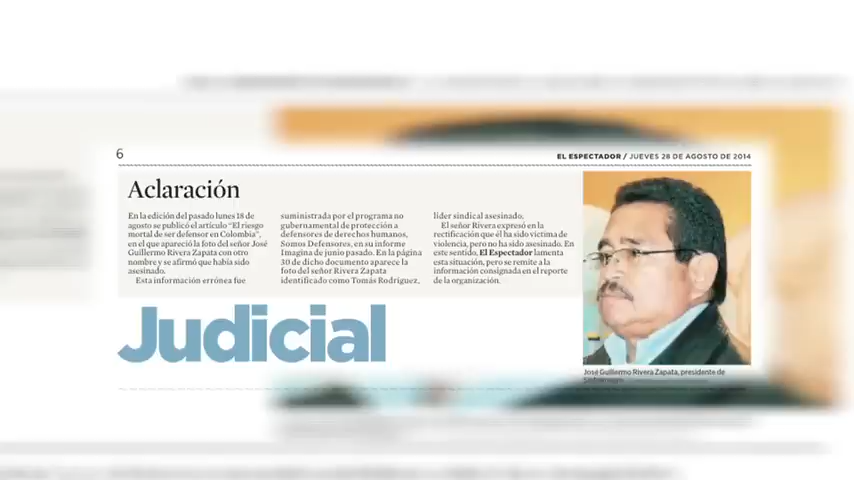 6
EL ESPECTADOR / JUEVES 28 DE AGOSTO DE 2014
Aclaración
En la edición del pasado lunes 18 de
agosto se publicó el artículo "El riesgo
mortal de ser defensor en Colombia",
en el que apareció la foto del señor José
Guillermo Rivera Zapata con otro
nombre y se afirmó que había sido
asesinado.
Esta información errónea fue
suministrada por el programa no
gubernamental de protección a
defensores de derechos humanos,
Somos Defensores, en su informe
Imagina de junio pasado. En la página
30 de dicho documento aparece la
foto del señor Rivera Zapata
identificado como Tomás Rodríguez,
líder sindical asesinado.
El señor Rivera expresó en la
rectificación que él ha sido víctima de
violencia, pero no ha sido asesinado. En
este sentido, El Espectador lamenta
esta situación, pero se remite a la
información consignada en el reporte
de la organización.
Judicial
José Guillermo Rivera Zapata, presidente de